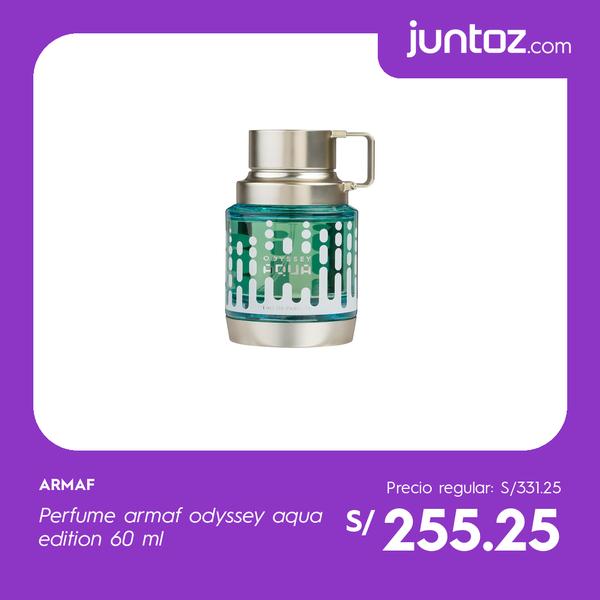 juntoz.com
ODYSSEY
AQUA
ARMAF
Perfume armaf odyssey aqua
edition 60 ml
Precio regular: S/331.25
S/ 255.25